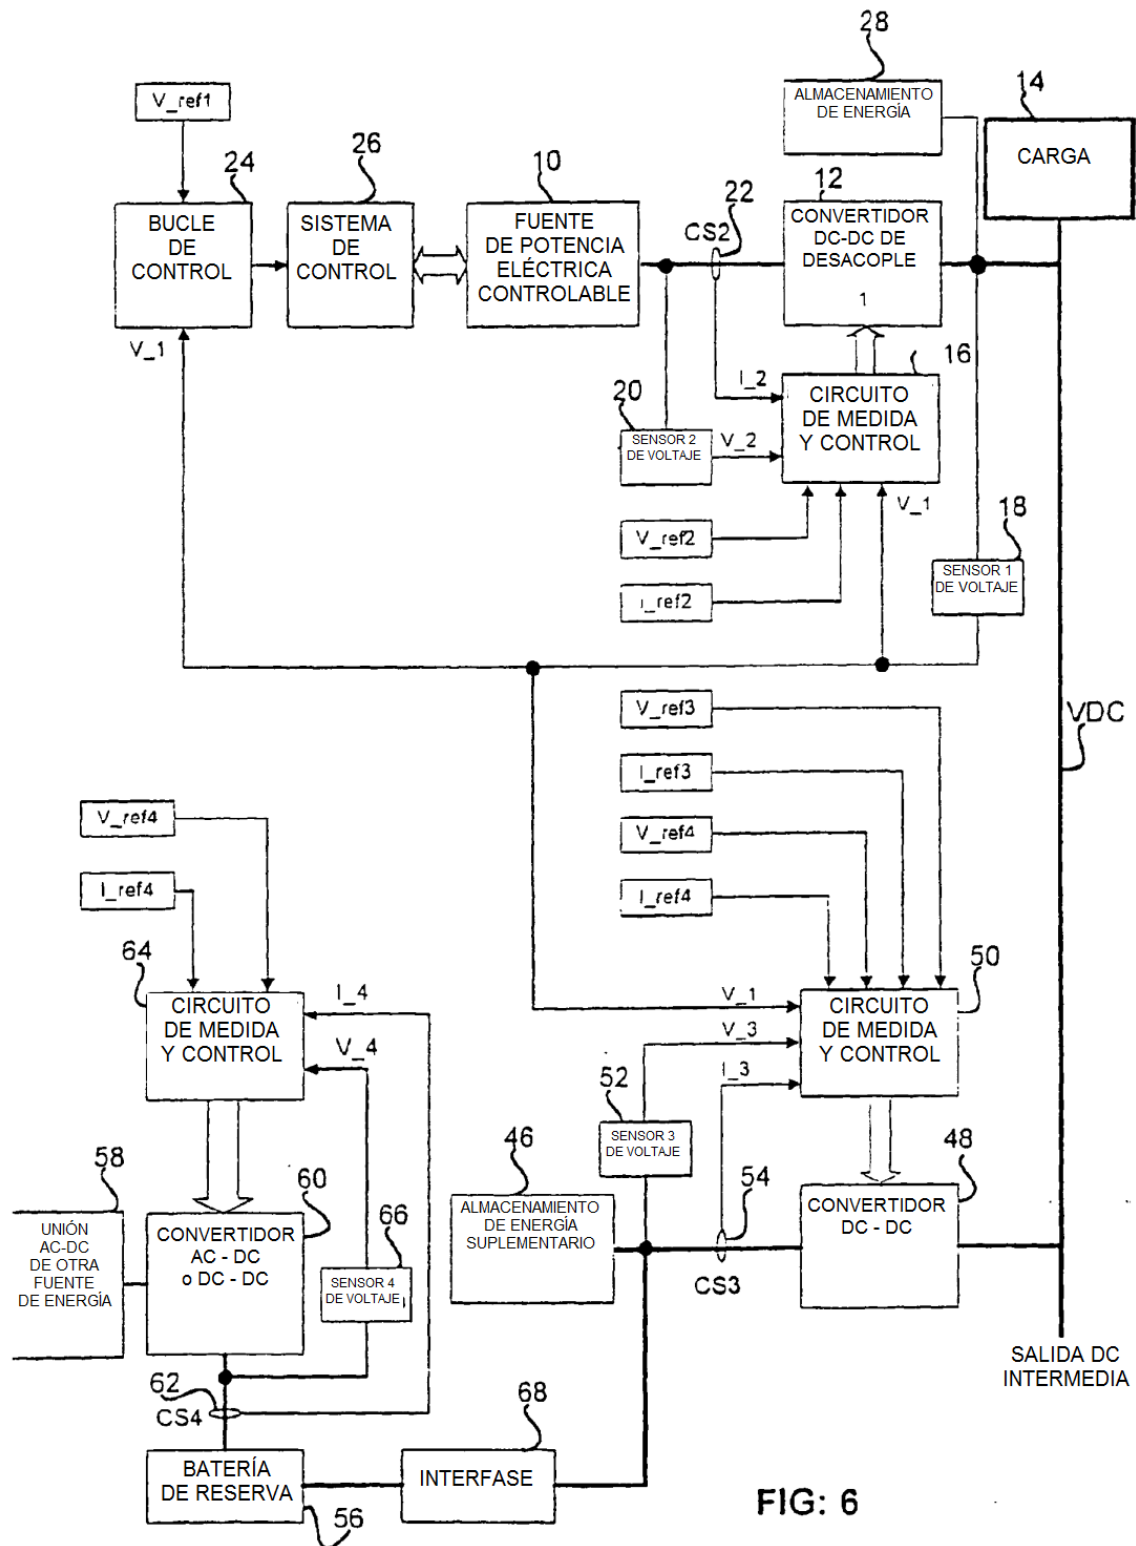 28
V_ref1
ALMACENAMIENTO
DE ENERGÍA
14
CARGA
24
26
10
12
22
CS2
BUCLE
DE
CONTROL
SISTEMA
DE
CONTROL
FUENTE
DE POTENCIA
ELÉCTRICA
CONTROLABLE
CONVERTIDOR
DC-DC DE
DESACOPLE
1
V_1
16
I_2
20
CIRCUITO
DE MEDIDA
Y CONTROL
SENSOR 2
DE VOLTAJE
V_2
V_1
18
V_ref2
SENSOR 1
DE VOLTAJE
I_ref2
V_ref3
VDC
I_ref3
V_ref4
V_ref4
I_ref4
I_ref4
64
50
I_4
V_1
CIRCUITO
DE MEDIDA
Y CONTROL
CIRCUITO
DE MEDIDA
Y CONTROL
V_3
V_4
I_3
52
SENSOR 3
DE VOLTAJE
46
48
58
60
54
66
UNIÓN
AC-DC
DE OTRA
FUENTE
DE ENERGÍA
CONVERTIDOR
AC - DC
o DC - DC
ALMACENAMIENTO
DE ENERGÍA
SUPLEMENTARIO
CONVERTIDOR
DC - DC
SENSOR 4
DE VOLTAJE
CS3
SALIDA DC
INTERMEDIA
62
CS4
68
BATERÍA
DE RESERVA
INTERFASE
56
FIG: 6